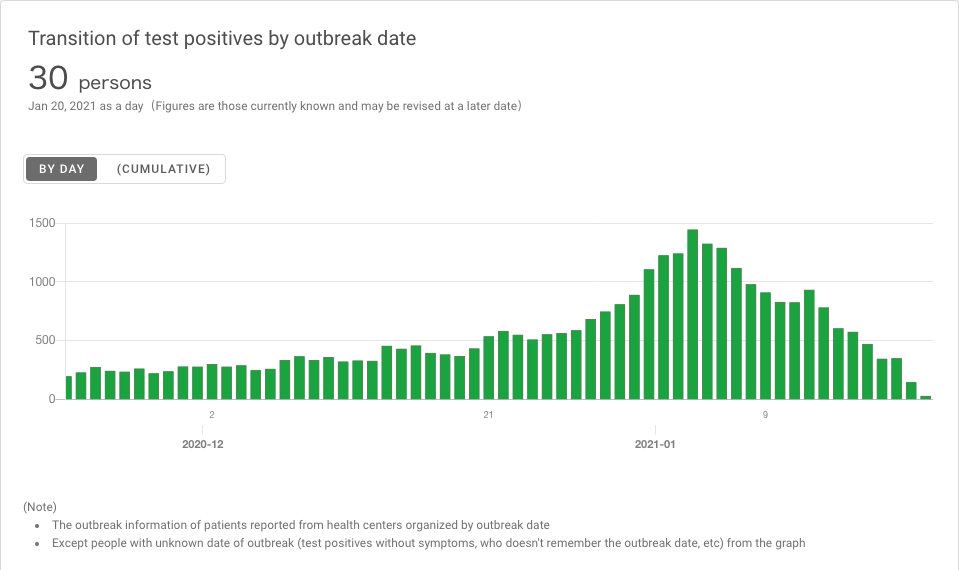 Transition of test positives by outbreak date
30 persons
Jan 20, 2021 as a day（Figures are those currently known and may be revised at a later date）
BY DAY (CUMULATIVE)
1500
1000
500
0
2 21 9
2020-12 2021-01
(Note)
• The outbreak information of patients reported from health centers organized by outbreak date
• Except people with unknown date of outbreak (test positives without symptoms, who doesn't remember the outbreak date, etc) from the graph